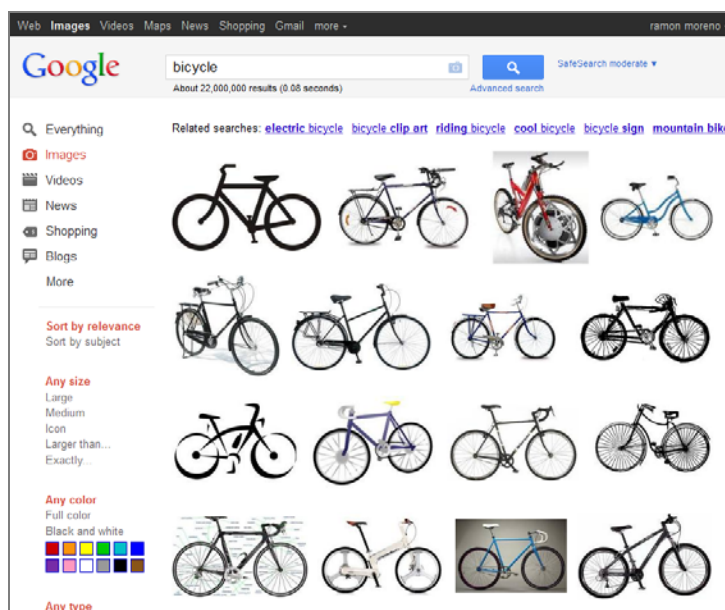 Web Images Videos Maps News Shopping Gmail more ramon moreno
Google
bicycle
SafeSearch moderate ▼
About 22,000,000 results (0.08 seconds) Advanced search
Everything
Images
Videos
News
Shopping
Blogs
More
Related searches: electric bicycle bicycle clip art riding bicycle cool bicycle bicycle sign mountain bike
Sort by relevance
Sort by subject
Any size
Large
Medium
Icon
Larger than...
Exactly...
Any color
Full color
Black and white
Any type